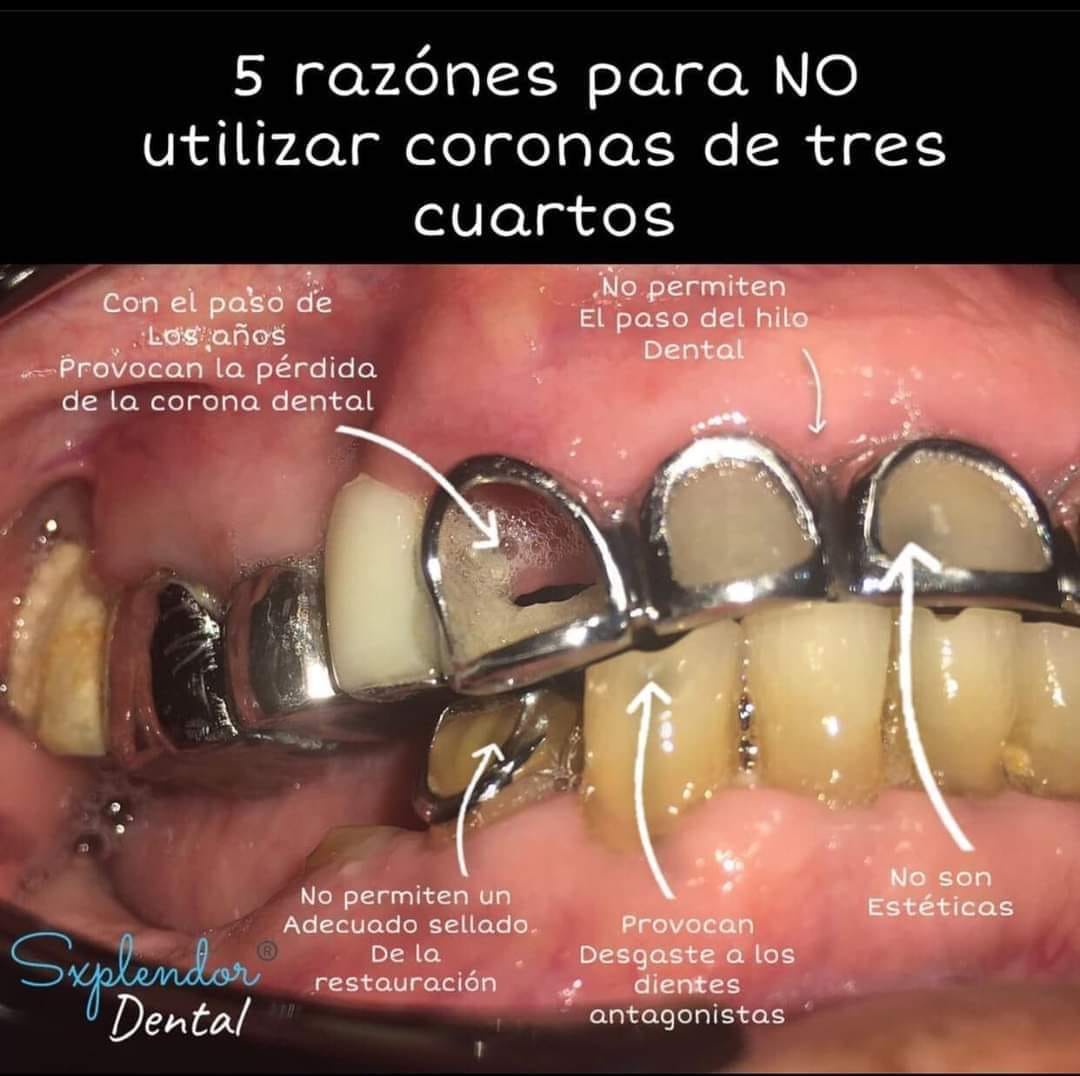 5 razónes para NO
utilizar coronas de tres
cuartos
Con el paso de
Los años
Provocan la pérdida
de la corona dental
No permiten
El paso del hilo
Dental
No permiten un
Adecuado sellado.
De la
restauración
Provocan
Desgaste a los
dientes
antagonistas
No son
Estéticas
Sxplendor®
Dental